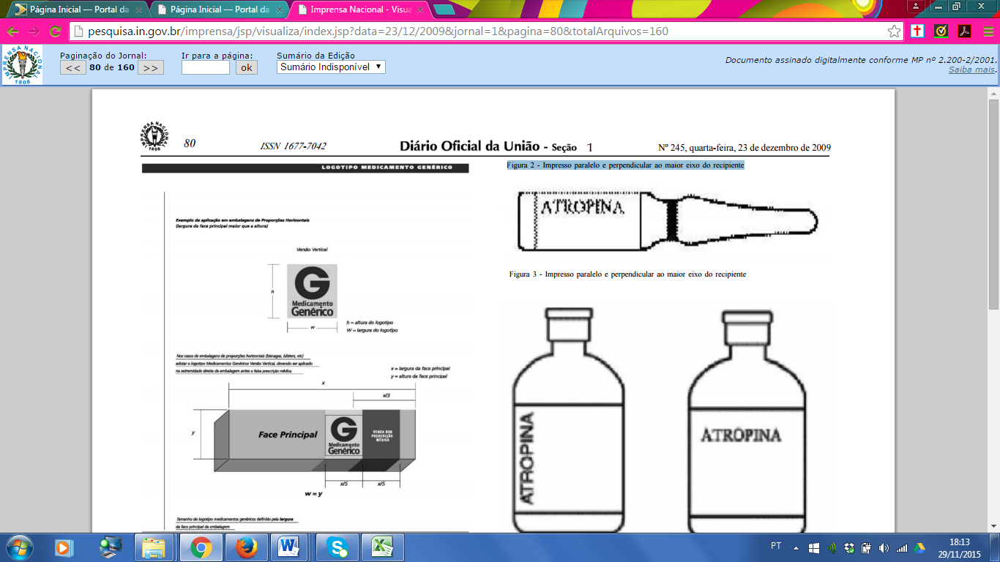 Página Inicial — Portal da
Página Inicial — Portal da
Imprensa Nacional - Visua
pesquisa.in.gov.br/imprensa/jsp/visualiza/index.jsp?data=23/12/2009&jornal=1&pagina=80&totalArquivos=160
IMPRENSA NACIONAL
1808
Paginação do Jornal:
<< 80 de 160 >>
Ir para a página:
ok
Sumário da Edição
Sumário Indisponível
Documento assinado digitalmente conforme MP nº 2.200-2/2001.
Saiba mais.
IMPRENSA NACIONAL
1808
80
ISSN 1677-7042
Diário Oficial da União - Seção 1
Nº 245, quarta-feira, 23 de dezembro de 2009
LOGOTIPO MEDICAMENTO GENÉRICO
Exemplo de aplicação em embalagens de Proporções Horizontais
(largura da face principal maior que a altura)
Versão Vertical
h
G
Medicamento
Genérico
w
h = altura do logotipo
W = largura do logotipo
Nos casos de embalagens de proporções horizontais (bisnagas, blisters, etc)
adotar o logotipo Medicamentos Genéricos Versão Vertical, devendo ser aplicado
na extremidade direita da embalagem antes a faixa prescrição médica.
x = largura da face principal
y = altura da face principal
x
x/3
y
Face Principal
G
Medicamento
Genérico
VENDA SOB
PRESCRIÇÃO
MÉDICA
x/5
x/5
w = y
Tamanho do logotipo medicamentos genéricos definido pela largura
da face principal da embalagem
Figura 2 - Impresso paralelo e perpendicular ao maior eixo do recipiente
ATROPINA
Figura 3 - Impresso paralelo e perpendicular ao maior eixo do recipiente
ATROPINA
ATROPINA
PT
18:13
29/11/2015